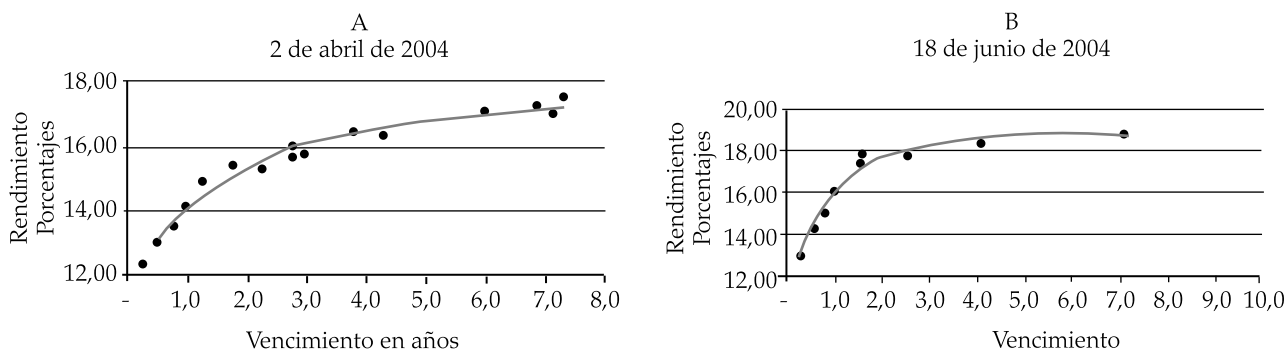 A
2 de abril de 2004
Rendimiento
Porcentajes
18,00
16,00
14,00
12,00
– 1,0 2,0 3,0 4,0 5,0 6,0 7,0 8,0
Vencimiento en años
B
18 de junio de 2004
Rendimiento
Porcentajes
20,00
18,00
16,00
14,00
12,00
– 1,0 2,0 3,0 4,0 5,0 6,0 7,0 8,0 9,0 10,0
Vencimiento